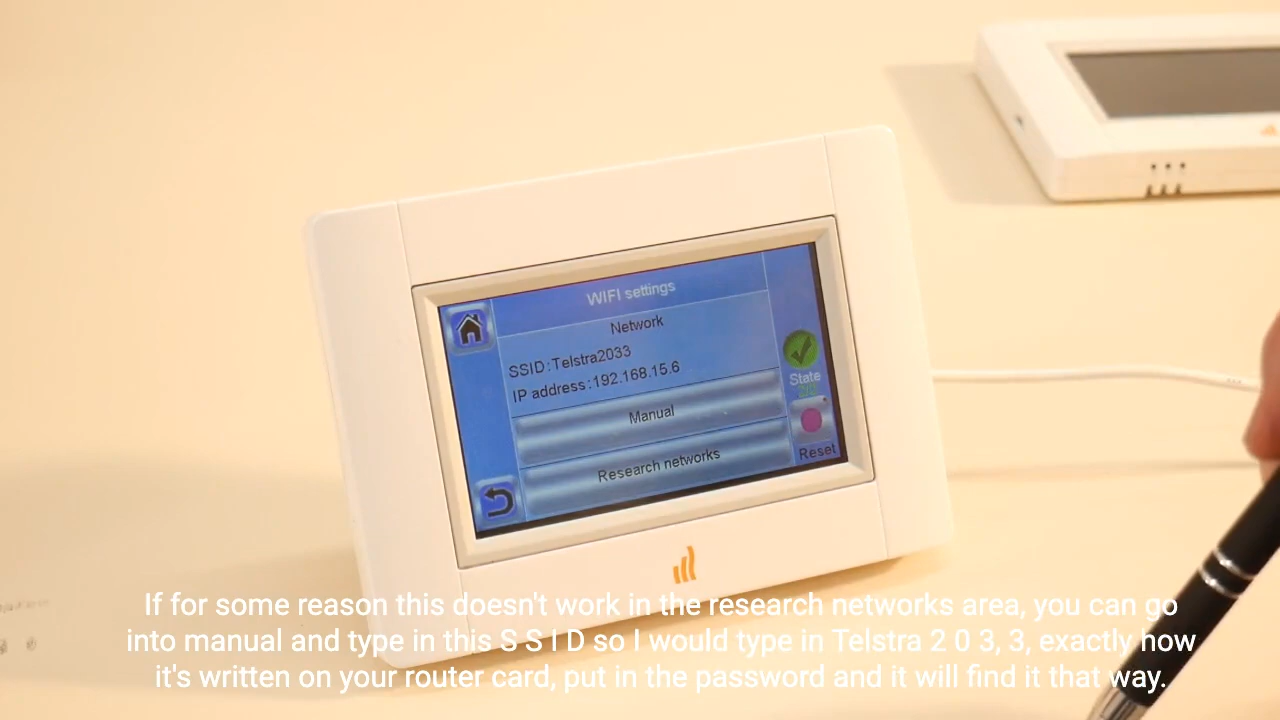 WIFI settings
Network
SSID:Telstra2033
IP address:192.168.15.6
Manual
Research networks
State
Reset
If for some reason this doesn't work in the research networks area, you can go
into manual and type in this S S I D so I would type in Telstra 2 0 3, 3, exactly how
it's written on your router card, put in the password and it will find it that way.